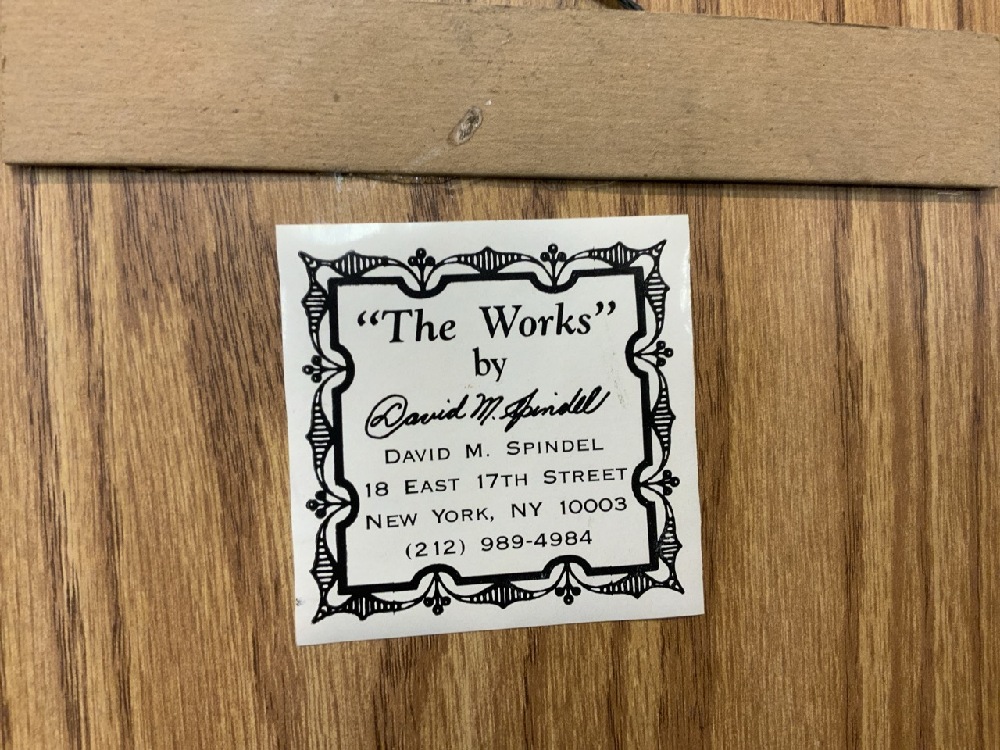 “The Works”
by
David M. Spindel
DAVID M. SPINDEL
18 EAST 17TH STREET
NEW YORK, NY 10003
(212) 989-4984